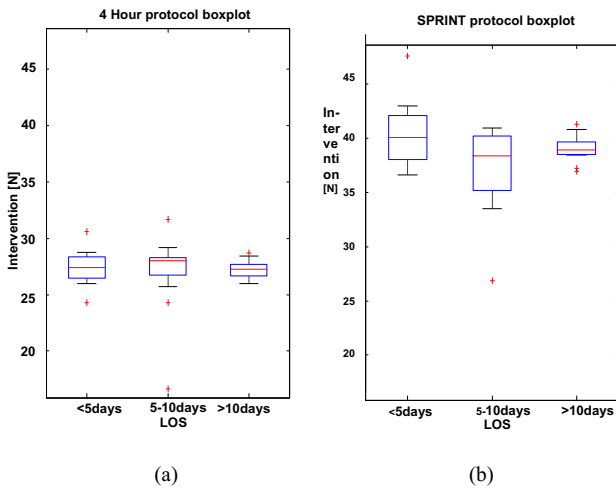 4 Hour protocol boxplot
Intervention [N]
45
40
35
30
25
20
<5days
5-10days
>10days
LOS
(a)
SPRINT protocol boxplot
In-
ter
ve
nti
on
[N]
45
40
35
30
25
20
<5days
5-10days
>10days
LOS
(b)